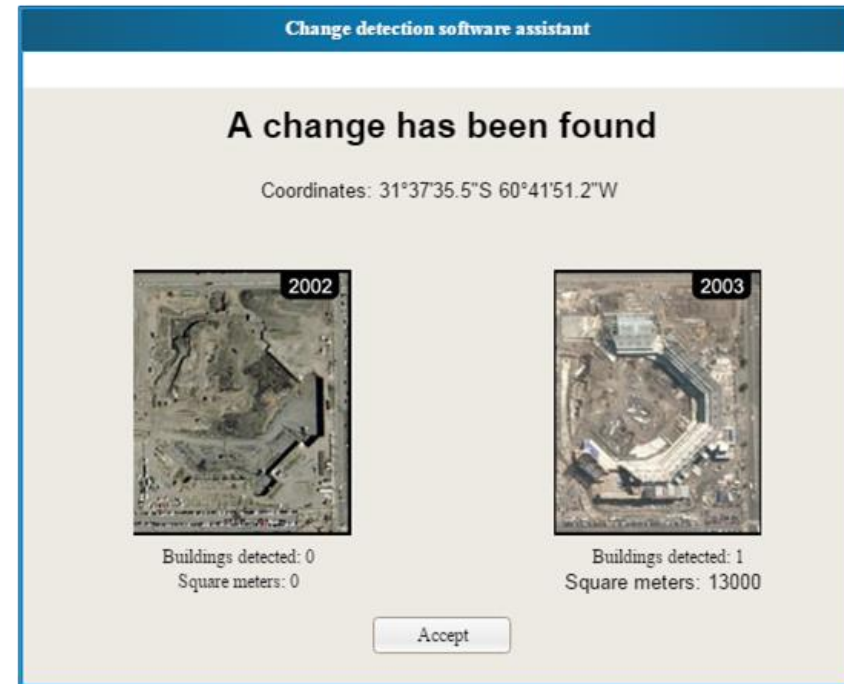 Change detection software assistant
A change has been found
Coordinates: 31°37'35.5"S 60°41'51.2"W
2002
2003
Buildings detected: 0
Square meters: 0
Buildings detected: 1
Square meters: 13000
Accept